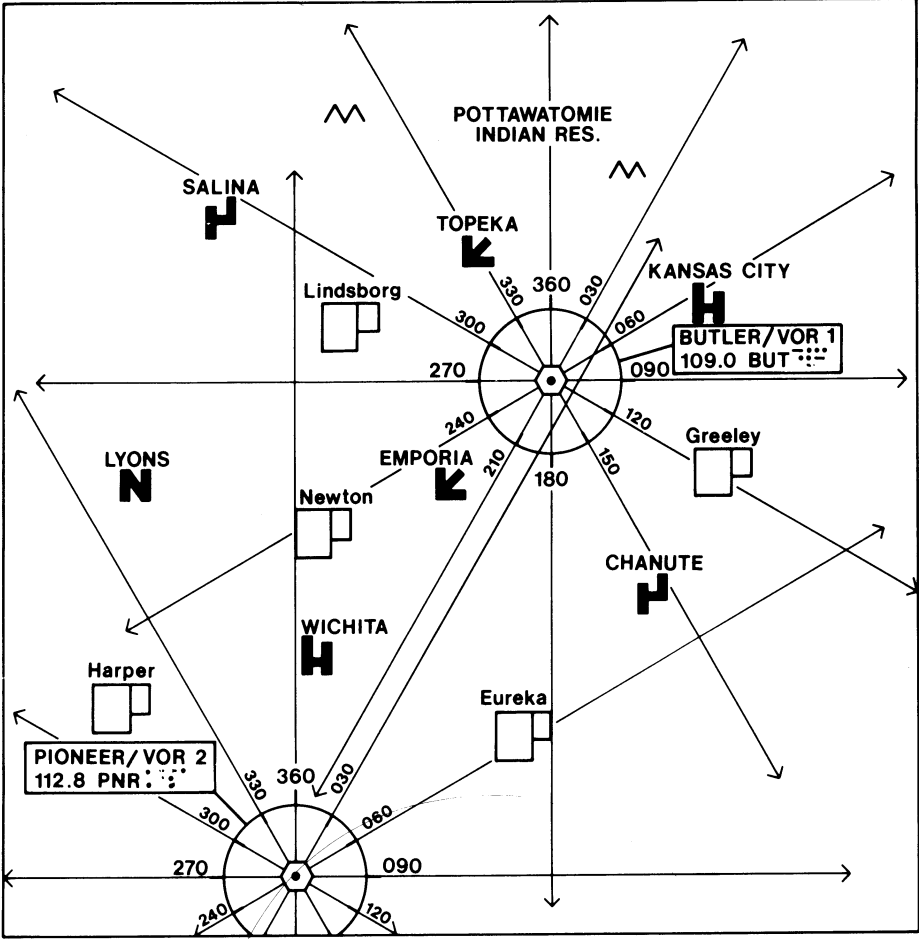 POTTAWATOMIE
INDIAN RES.
SALINA
TOPEKA
KANSAS CITY
Lindsborg
360
330
030
300
060
BUTLER/VOR 1
109.0 BUT
270
090
240
120
210
150
180
Greeley
LYONS
EMPORIA
Newton
CHANUTE
WICHITA
Harper
Eureka
PIONEER/VOR 2
112.8 PNR
360
330
030
300
060
270
090
240
120